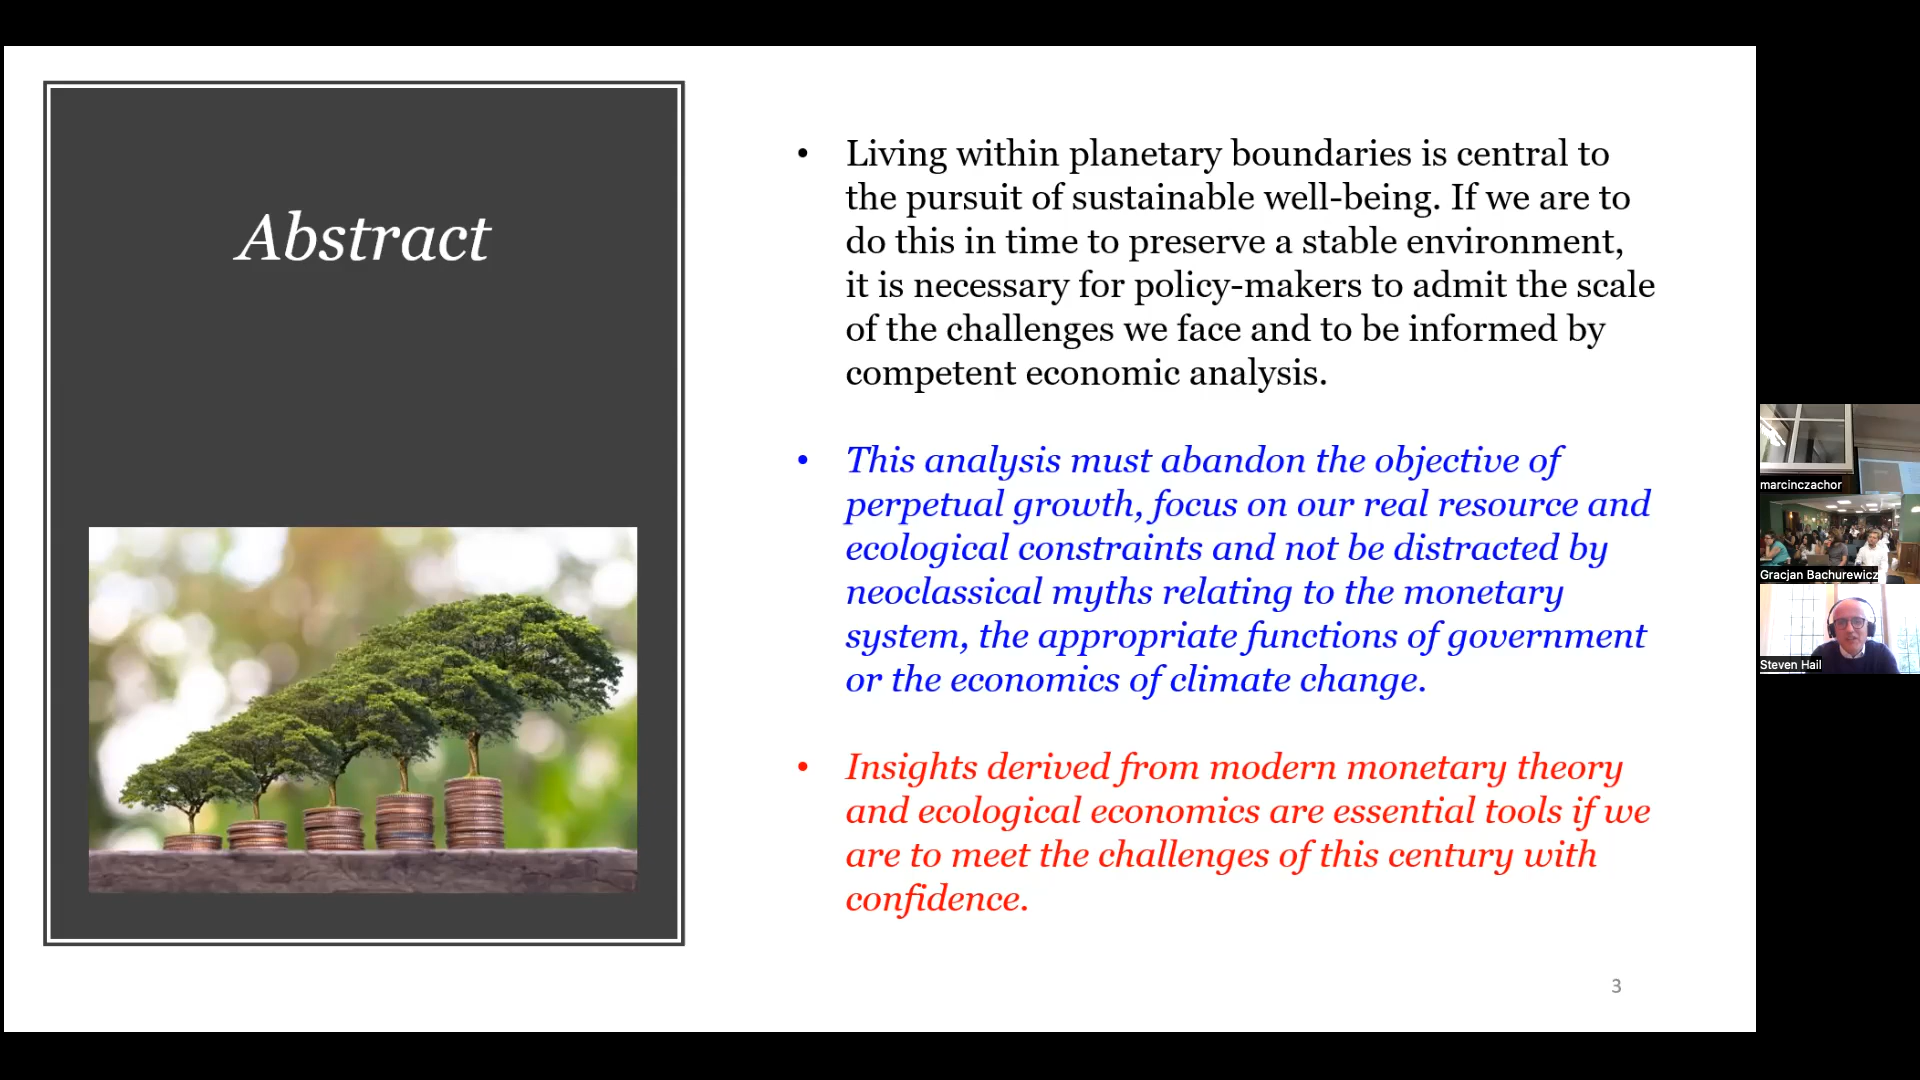 Abstract
• Living within planetary boundaries is central to
the pursuit of sustainable well-being. If we are to
do this in time to preserve a stable environment,
it is necessary for policy-makers to admit the scale
of the challenges we face and to be informed by
competent economic analysis.
• This analysis must abandon the objective of
perpetual growth, focus on our real resource and
ecological constraints and not be distracted by
neoclassical myths relating to the monetary
system, the appropriate functions of government
or the economics of climate change.
• Insights derived from modern monetary theory
and ecological economics are essential tools if we
are to meet the challenges of this century with
confidence.
3
marcinczachor
Gracjan Bachurewicz
Steven Hail